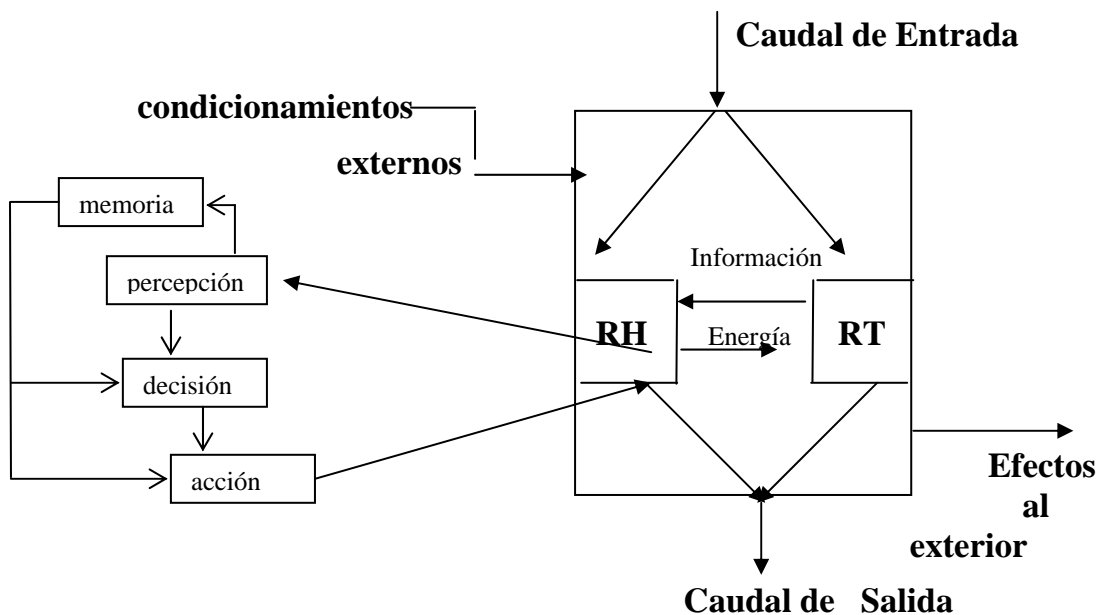 Caudal de Entrada
condicionamientos
externos
memoria
percepción
Información
RH
Energía
RT
decisión
acción
Efectos
al
exterior
Caudal de Salida